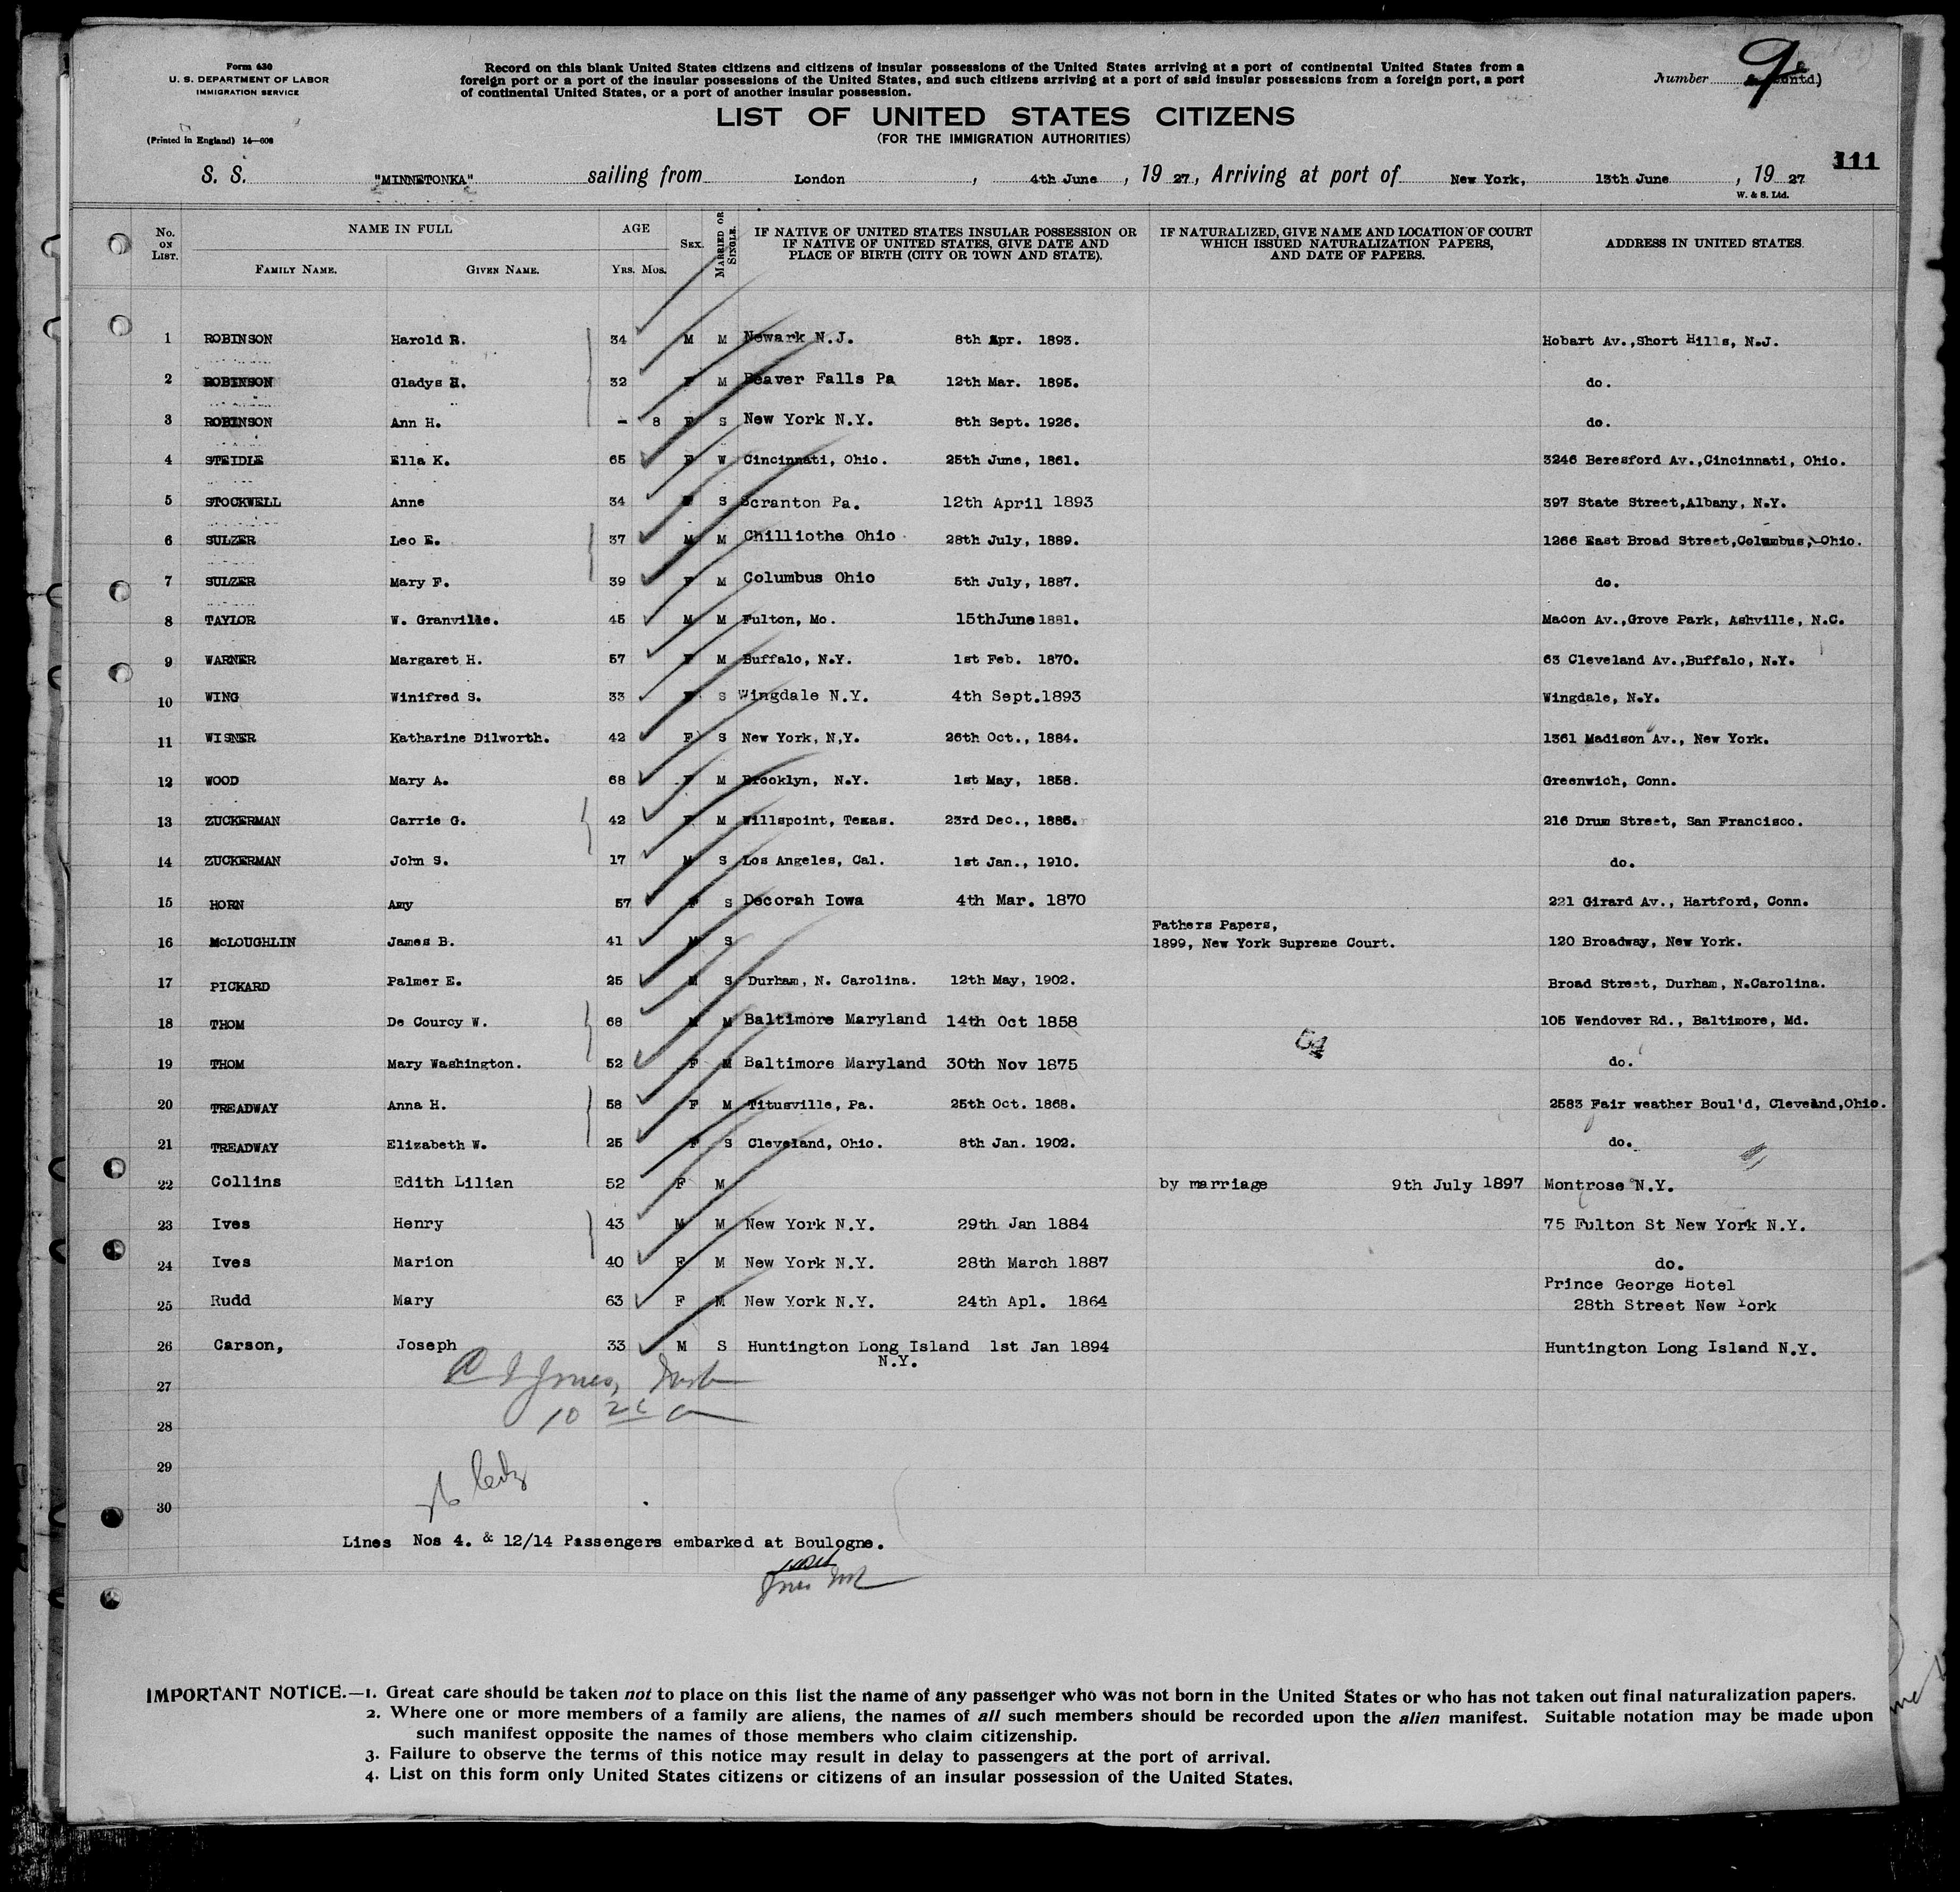 Form 630
U. S. DEPARTMENT OF LABOR
IMMIGRATION SERVICE
(Printed in England) 14—608
Record on this blank United States citizens and citizens of insular possessions of the United States arriving at a port of continental United States from a
foreign port or a port of the insular possessions of the United States, and such citizens arriving at a port of said insular possessions from a foreign port, a port
of continental United States, or a port of another insular possession.
Number 9
LIST OF UNITED STATES CITIZENS
(FOR THE IMMIGRATION AUTHORITIES)
111
S. S. "MINNETONKA" sailing from London, 4th June, 1927, Arriving at port of New York, 13th June, 1927
W. & S. Ltd.
No. ON LIST. NAME IN FULL AGE SEX. MARRIED OR SINGLE. IF NATIVE OF UNITED STATES INSULAR POSSESSION OR IF NATIVE OF UNITED STATES, GIVE DATE AND PLACE OF BIRTH (CITY OR TOWN AND STATE). IF NATURALIZED, GIVE NAME AND LOCATION OF COURT WHICH ISSUED NATURALIZATION PAPERS, AND DATE OF PAPERS. ADDRESS IN UNITED STATES.
FAMILY NAME. GIVEN NAME. YRS. MOS.
1 ROBINSON Harold R. 34 M M Newark N.J. 8th Apr. 1893. Hobart Av.,Short Hills, N.J.
2 ROBINSON Gladys H. 32 F M Beaver Falls Pa 12th Mar. 1895. do.
3 ROBINSON Ann H. - 8 F S New York N.Y. 8th Sept. 1926. do.
4 STEIDLE Ella K. 65 F W Cincinnati, Ohio. 25th June, 1861. 3246 Beresford Av.,Cincinnati, Ohio.
5 STOCKWELL Anne 34 F S Scranton Pa. 12th April 1893 397 State Street,Albany, N.Y.
6 SULZER Leo E. 37 M M Chilliothe Ohio 28th July, 1889. 1266 East Broad Street,Columbus, Ohio.
7 SULZER Mary F. 39 F M Columbus Ohio 5th July, 1887. do.
8 TAYLOR W. Granville. 45 M M Fulton, Mo. 15thJune1881. Macon Av.,Grove Park, Ashville, N.C.
9 WARNER Margaret H. 57 F M Buffalo, N.Y. 1st Feb. 1870. 63 Cleveland Av.,Buffalo, N.Y.
10 WING Winifred S. 33 F S Wingdale N.Y. 4th Sept.1893 Wingdale, N.Y.
11 WISNER Katharine Dilworth. 42 F S New York, N,Y. 26th Oct., 1884. 1361 Madison Av., New York.
12 WOOD Mary A. 68 F M Brooklyn, N.Y. 1st May, 1858. Greenwich, Conn.
13 ZUCKERMAN Carrie G. 42 F M Willspoint, Texas. 23rd Dec., 1885. 216 Drum Street, San Francisco.
14 ZUCKERMAN John S. 17 M S Los Angeles, Cal. 1st Jan., 1910. do.
15 HORN Amy 57 F S Decorah Iowa 4th Mar. 1870 221 Girard Av., Hartford, Conn.
Fathers Papers,
16 McLOUGHLIN James B. 41 M S 1899, New York Supreme Court. 120 Broadway, New York.
17 PICKARD Palmer E. 25 M S Durham, N. Carolina. 12th May, 1902. Broad Street, Durham, N.Carolina.
18 THOM De Courcy W. 68 M M Baltimore Maryland 14th Oct 1858 105 Wendover Rd., Baltimore, Md.
19 THOM Mary Washington. 52 F M Baltimore Maryland 30th Nov 1875 do.
20 TREADWAY Anna H. 58 F M Titusville, Pa. 25th Oct. 1868. 2583 Fair weather Boul'd, Cleveland,Ohio.
21 TREADWAY Elizabeth W. 25 F S Cleveland, Ohio. 8th Jan. 1902. do.
22 Collins Edith Lilian 52 F M by marriage 9th July 1897 Montrose N.Y.
23 Ives Henry 43 M M New York N.Y. 29th Jan 1884 75 Fulton St New York N.Y.
24 Ives Marion 40 F M New York N.Y. 28th March 1887 do.
25 Rudd Mary 63 F M New York N.Y. 24th Apl. 1864 Prince George Hotel
28th Street New York
26 Carson, Joseph 33 M S Huntington Long Island 1st Jan 1894 Huntington Long Island N.Y.
N.Y.
27
28
29
30
Lines Nos 4. & 12/14 Passengers embarked at Boulogne.
IMPORTANT NOTICE.—1. Great care should be taken not to place on this list the name of any passenger who was not born in the United States or who has not taken out final naturalization papers.
2. Where one or more members of a family are aliens, the names of all such members should be recorded upon the alien manifest. Suitable notation may be made upon
such manifest opposite the names of those members who claim citizenship.
3. Failure to observe the terms of this notice may result in delay to passengers at the port of arrival.
4. List on this form only United States citizens or citizens of an insular possession of the United States.